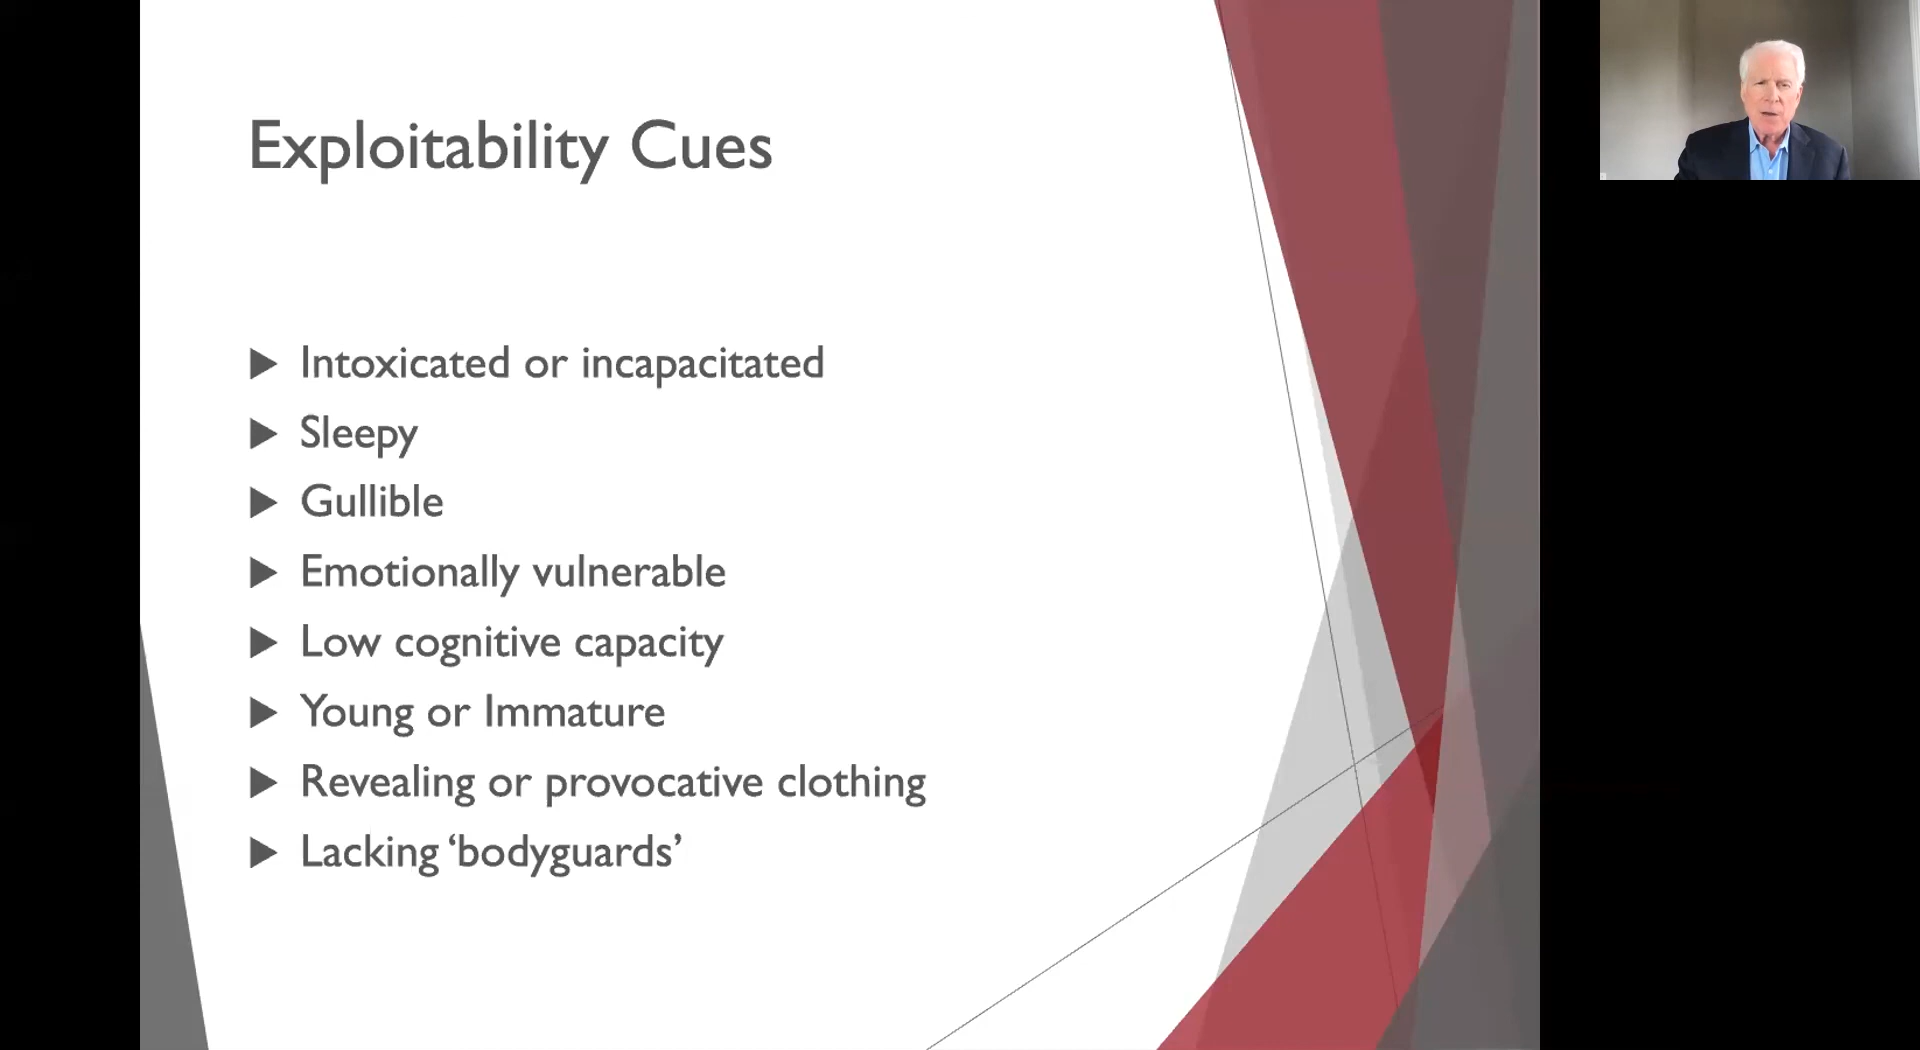 Exploitability Cues
Intoxicated or incapacitated
Sleepy
Gullible
Emotionally vulnerable
Low cognitive capacity
Young or Immature
Revealing or provocative clothing
Lacking ‘bodyguards’